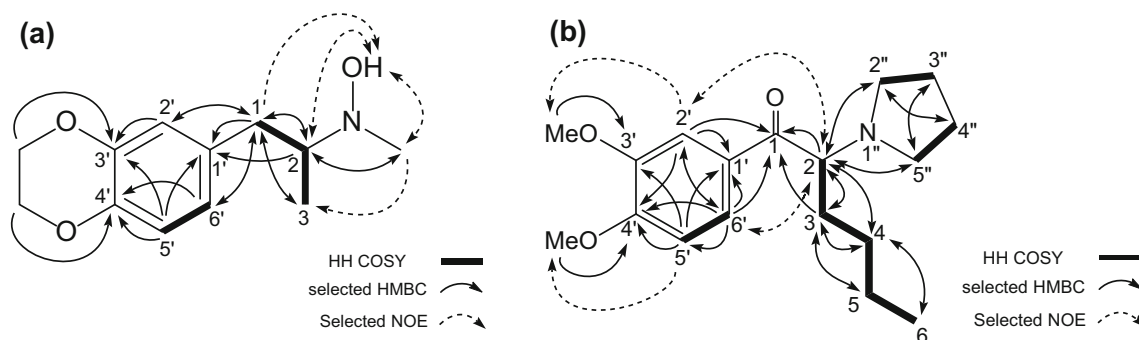 (a)
OH
N
O
O
1'
2'
3'
4'
5'
6'
2
3
HH COSY
selected HMBC
Selected NOE
(b)
O
MeO
MeO
N
1"
2"
3"
4"
5"
1
2
3
4
5
6
1'
2'
3'
4'
5'
6'
HH COSY
selected HMBC
Selected NOE